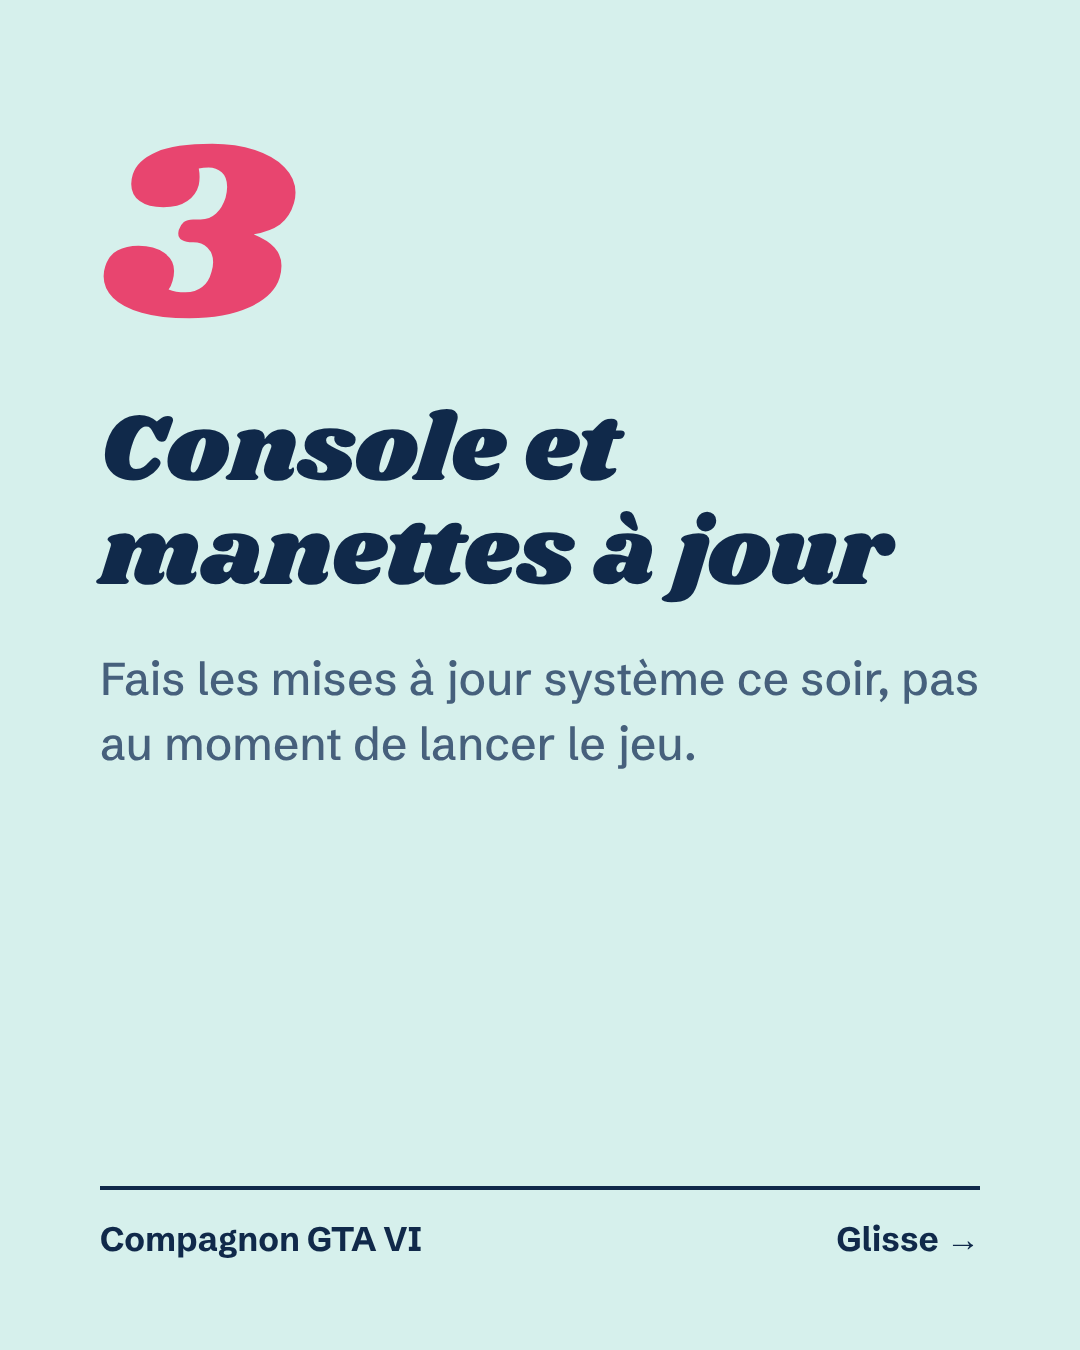 3
Console et
manettes à jour
Fais les mises à jour système ce soir, pas
au moment de lancer le jeu.
Compagnon GTA VI
Glisse →